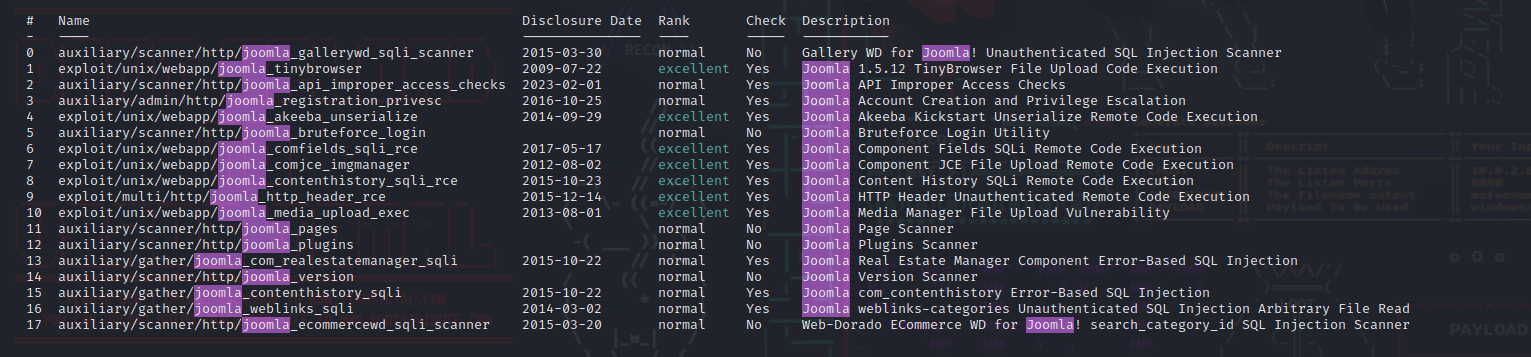 # Name Disclosure Date Rank Check Description
- ---- --------------- ---- ----- -----------
0 auxiliary/scanner/http/joomla_gallerywd_sqli_scanner 2015-03-30 normal No Gallery WD for Joomla! Unauthenticated SQL Injection Scanner
1 exploit/unix/webapp/joomla_tinybrowser 2009-07-22 excellent Yes Joomla 1.5.12 TinyBrowser File Upload Code Execution
2 auxiliary/scanner/http/joomla_api_improper_access_checks 2023-02-01 normal Yes Joomla API Improper Access Checks
3 auxiliary/admin/http/joomla_registration_privesc 2016-10-25 normal Yes Joomla Account Creation and Privilege Escalation
4 exploit/unix/webapp/joomla_akeeba_unserialize 2014-09-29 excellent Yes Joomla Akeeba Kickstart Unserialize Remote Code Execution
5 auxiliary/scanner/http/joomla_bruteforce_login normal No Joomla Bruteforce Login Utility
6 exploit/unix/webapp/joomla_comfields_sqli_rce 2017-05-17 excellent Yes Joomla Component Fields SQLi Remote Code Execution
7 exploit/unix/webapp/joomla_comjce_imgmanager 2012-08-02 excellent Yes Joomla Component JCE File Upload Remote Code Execution
8 exploit/unix/webapp/joomla_contenthistory_sqli_rce 2015-10-23 excellent Yes Joomla Content History SQLi Remote Code Execution
9 exploit/multi/http/joomla_http_header_rce 2015-12-14 excellent Yes Joomla HTTP Header Unauthenticated Remote Code Execution
10 exploit/unix/webapp/joomla_media_upload_exec 2013-08-01 excellent Yes Joomla Media Manager File Upload Vulnerability
11 auxiliary/scanner/http/joomla_pages normal No Joomla Page Scanner
12 auxiliary/scanner/http/joomla_plugins normal No Joomla Plugins Scanner
13 auxiliary/gather/joomla_com_realestatemanager_sqli 2015-10-22 normal Yes Joomla Real Estate Manager Component Error-Based SQL Injection
14 auxiliary/scanner/http/joomla_version normal No Joomla Version Scanner
15 auxiliary/gather/joomla_contenthistory_sqli 2015-10-22 normal Yes Joomla com_contenthistory Error-Based SQL Injection
16 auxiliary/gather/joomla_weblinks_sqli 2014-03-02 normal Yes Joomla weblinks-categories Unauthenticated SQL Injection Arbitrary File Read
17 auxiliary/scanner/http/joomla_ecommercewd_sqli_scanner 2015-03-20 normal No Web-Dorado ECommerce WD for Joomla! search_category_id SQL Injection Scanner